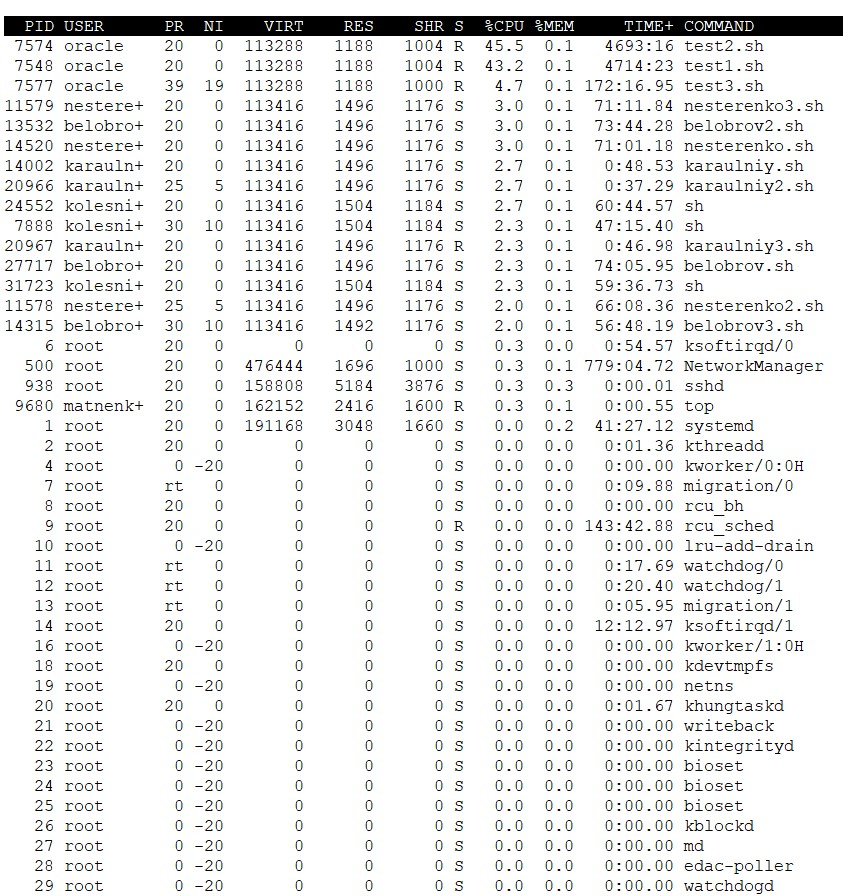 PID USER PR NI VIRT RES SHR S %CPU %MEM TIME+ COMMAND
7574 oracle 20 0 113288 1188 1004 R 45.5 0.1 4693:16 test2.sh
7548 oracle 20 0 113288 1188 1004 R 43.2 0.1 4714:23 test1.sh
7577 oracle 39 19 113288 1188 1000 R 4.7 0.1 172:16.95 test3.sh
11579 nestere+ 20 0 113416 1496 1176 S 3.0 0.1 71:11.84 nesterenko3.sh
13532 belobro+ 20 0 113416 1496 1176 S 3.0 0.1 73:44.28 belobrov2.sh
14520 nestere+ 20 0 113416 1496 1176 S 3.0 0.1 71:01.18 nesterenko.sh
14002 karauln+ 20 0 113416 1496 1176 S 2.7 0.1 0:48.53 karaulniy.sh
20966 karauln+ 25 5 113416 1496 1176 S 2.7 0.1 0:37.29 karaulniy2.sh
24552 kolesni+ 20 0 113416 1504 1184 S 2.7 0.1 60:44.57 sh
7888 kolesni+ 30 10 113416 1504 1184 S 2.3 0.1 47:15.40 sh
20967 karauln+ 20 0 113416 1496 1176 R 2.3 0.1 0:46.98 karaulniy3.sh
27717 belobro+ 20 0 113416 1496 1176 S 2.3 0.1 74:05.95 belobrov.sh
31723 kolesni+ 20 0 113416 1504 1184 S 2.3 0.1 59:36.73 sh
11578 nestere+ 25 5 113416 1496 1176 S 2.0 0.1 66:08.36 nesterenko2.sh
14315 belobro+ 30 10 113416 1492 1176 S 2.0 0.1 56:48.19 belobrov3.sh
6 root 20 0 0 0 0 S 0.3 0.0 0:54.57 ksoftirqd/0
500 root 20 0 476444 1696 1000 S 0.3 0.1 779:04.72 NetworkManager
938 root 20 0 158808 5184 3876 S 0.3 0.3 0:00.01 sshd
9680 matnenk+ 20 0 162152 2416 1600 R 0.3 0.1 0:00.55 top
1 root 20 0 191168 3048 1660 S 0.0 0.2 41:27.12 systemd
2 root 20 0 0 0 0 S 0.0 0.0 0:01.36 kthreadd
4 root 0 -20 0 0 0 S 0.0 0.0 0:00.00 kworker/0:0H
7 root rt 0 0 0 0 S 0.0 0.0 0:09.88 migration/0
8 root 20 0 0 0 0 S 0.0 0.0 0:00.00 rcu_bh
9 root 20 0 0 0 0 R 0.0 0.0 143:42.88 rcu_sched
10 root 0 -20 0 0 0 S 0.0 0.0 0:00.00 lru-add-drain
11 root rt 0 0 0 0 S 0.0 0.0 0:17.69 watchdog/0
12 root rt 0 0 0 0 S 0.0 0.0 0:20.40 watchdog/1
13 root rt 0 0 0 0 S 0.0 0.0 0:05.95 migration/1
14 root 20 0 0 0 0 S 0.0 0.0 12:12.97 ksoftirqd/1
16 root 0 -20 0 0 0 S 0.0 0.0 0:00.00 kworker/1:0H
18 root 20 0 0 0 0 S 0.0 0.0 0:00.00 kdevtmpfs
19 root 0 -20 0 0 0 S 0.0 0.0 0:00.00 netns
20 root 20 0 0 0 0 S 0.0 0.0 0:01.67 khungtaskd
21 root 0 -20 0 0 0 S 0.0 0.0 0:00.00 writeback
22 root 0 -20 0 0 0 S 0.0 0.0 0:00.00 kintegrityd
23 root 0 -20 0 0 0 S 0.0 0.0 0:00.00 bioset
24 root 0 -20 0 0 0 S 0.0 0.0 0:00.00 bioset
25 root 0 -20 0 0 0 S 0.0 0.0 0:00.00 bioset
26 root 0 -20 0 0 0 S 0.0 0.0 0:00.00 kblockd
27 root 0 -20 0 0 0 S 0.0 0.0 0:00.00 md
28 root 0 -20 0 0 0 S 0.0 0.0 0:00.00 edac-poller
29 root 0 -20 0 0 0 S 0.0 0.0 0:00.00 watchdogd